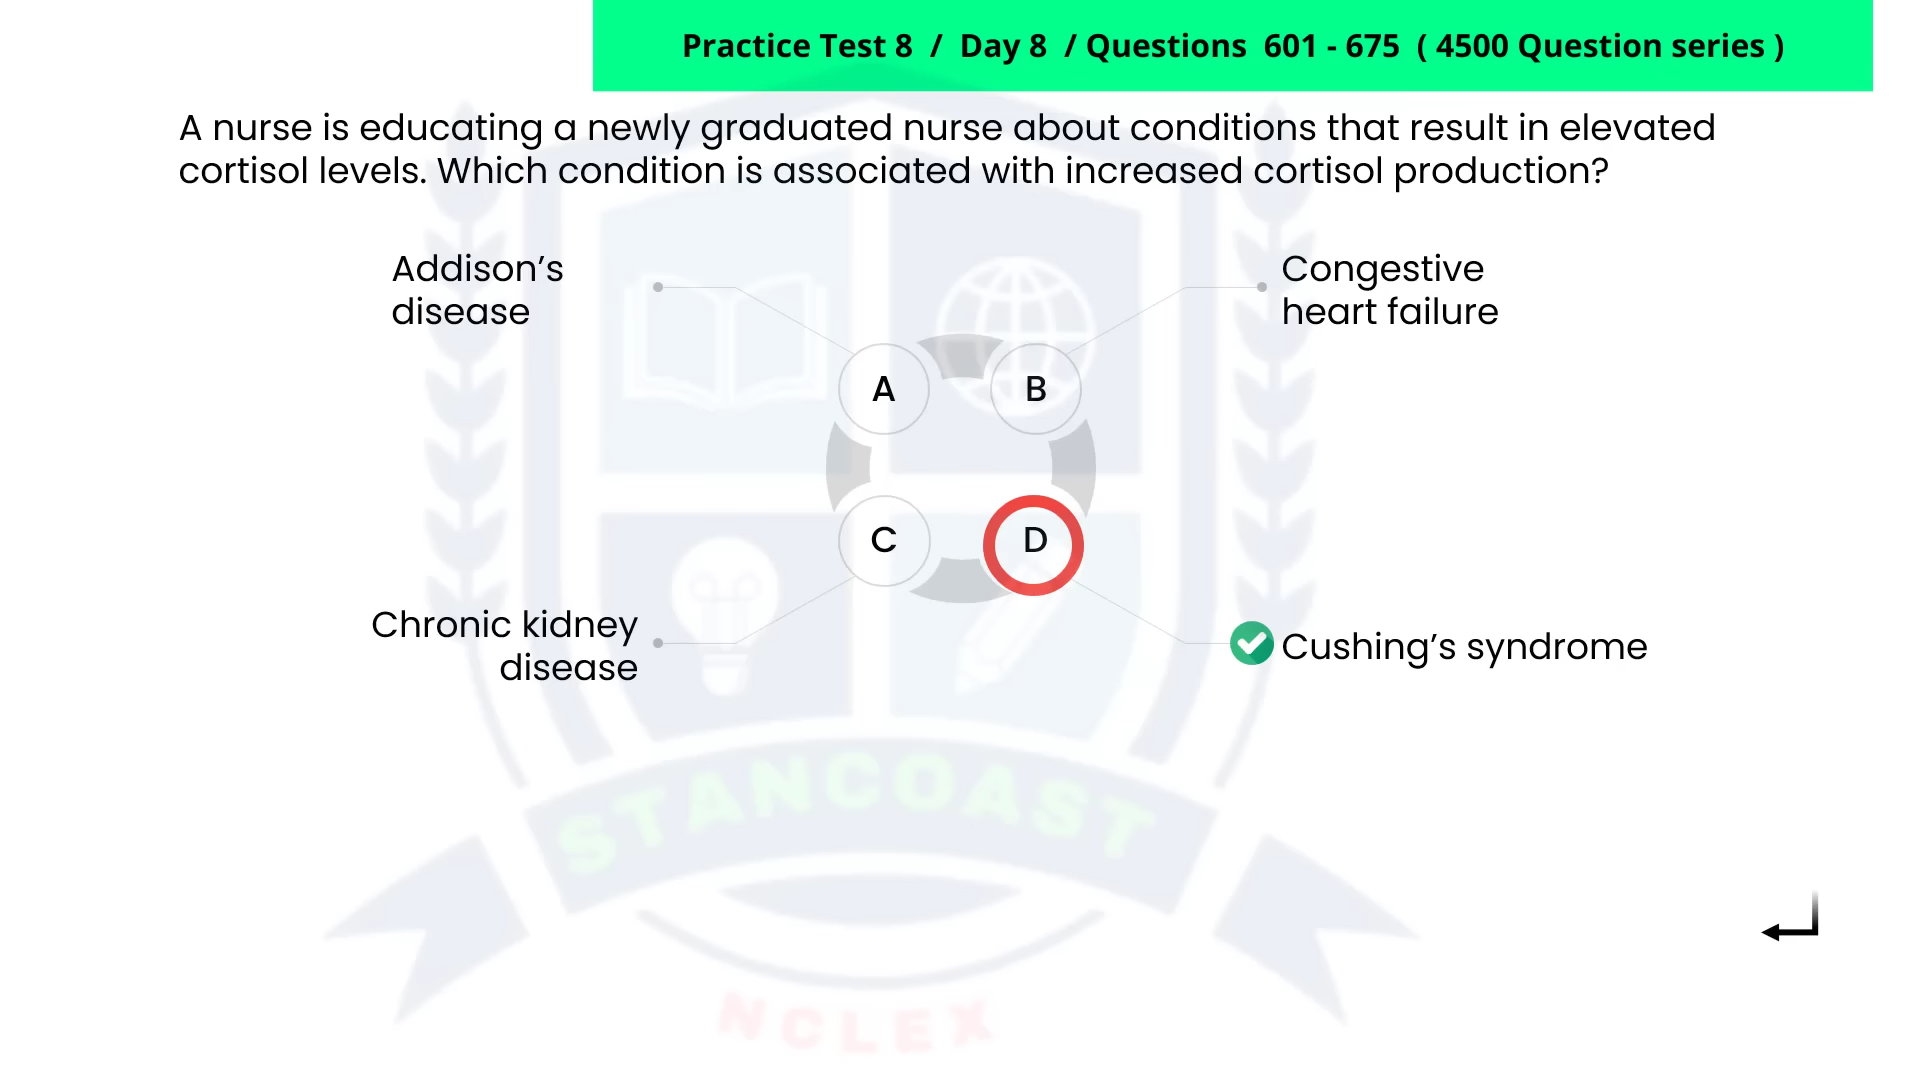 Practice Test 8 / Day 8 / Questions 601 - 675 ( 4500 Question series )
A nurse is educating a newly graduated nurse about conditions that result in elevated
cortisol levels. Which condition is associated with increased cortisol production?
Addison’s
disease
Congestive
heart failure
A
B
C
D
Chronic kidney
disease
Cushing’s syndrome
STANCOAST
NCLEX